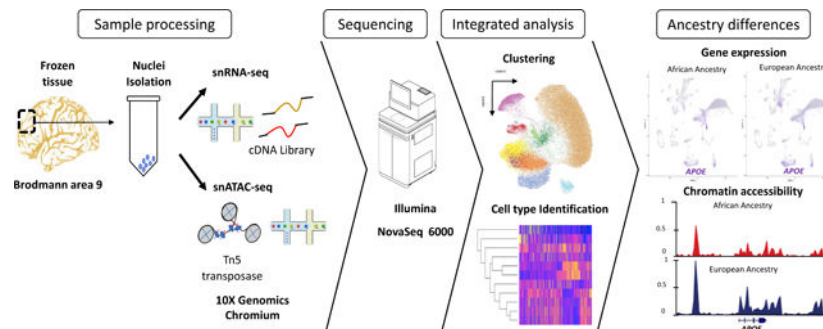 Sample processing
Sequencing
Integrated analysis
Ancestry differences
Frozen
tissue
Nuclei
Isolation
snRNA-seq
cDNA Library
Brodmann area 9
snATAC-seq
Tn5
transposase
10X Genomics
Chromium
Illumina
NovaSeq 6000
Clustering
Cell type Identification
Gene expression
African Ancestry
European Ancestry
APOE
APOE
Chromatin accessibility
African Ancestry
1
0.5
0
European Ancestry
1
0.5
0
APOE